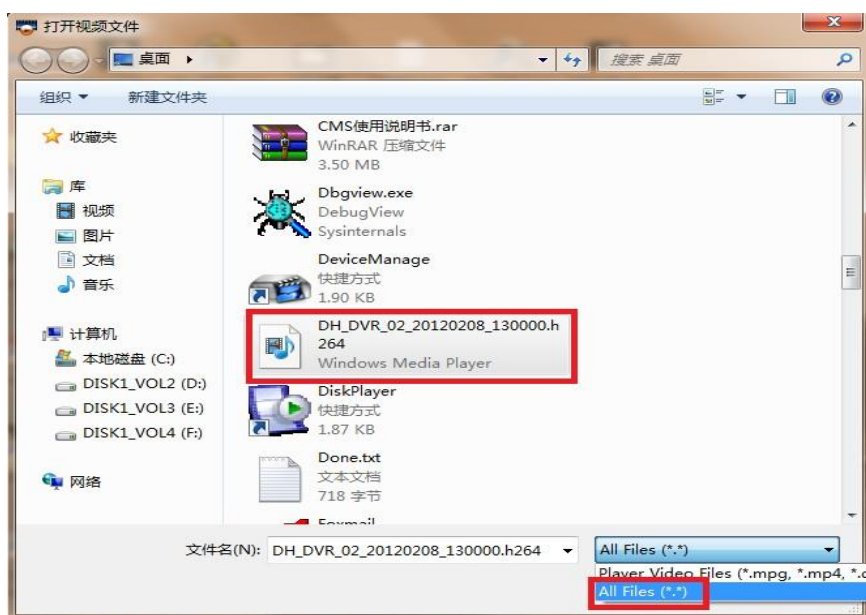 打开视频文件
桌面
搜索 桌面
组织
新建文件夹
收藏夹
库
视频
图片
文档
音乐
计算机
本地磁盘 (C:)
DISK1_VOL2 (D:)
DISK1_VOL3 (E:)
DISK1_VOL4 (F:)
网络
CMS使用说明书.rar
WinRAR 压缩文件
3.50 MB
Dbgview.exe
DebugView
Sysinternals
DeviceManage
快捷方式
1.90 KB
DH_DVR_02_20120208_130000.h
264
Windows Media Player
DiskPlayer
快捷方式
1.87 KB
Done.txt
文本文档
718 字节
Foxmail
文件名(N):
DH_DVR_02_20120208_130000.h264
All Files (*.*)
Player Video Files (*.mpg, *.mp4, *.
All Files (*.*)